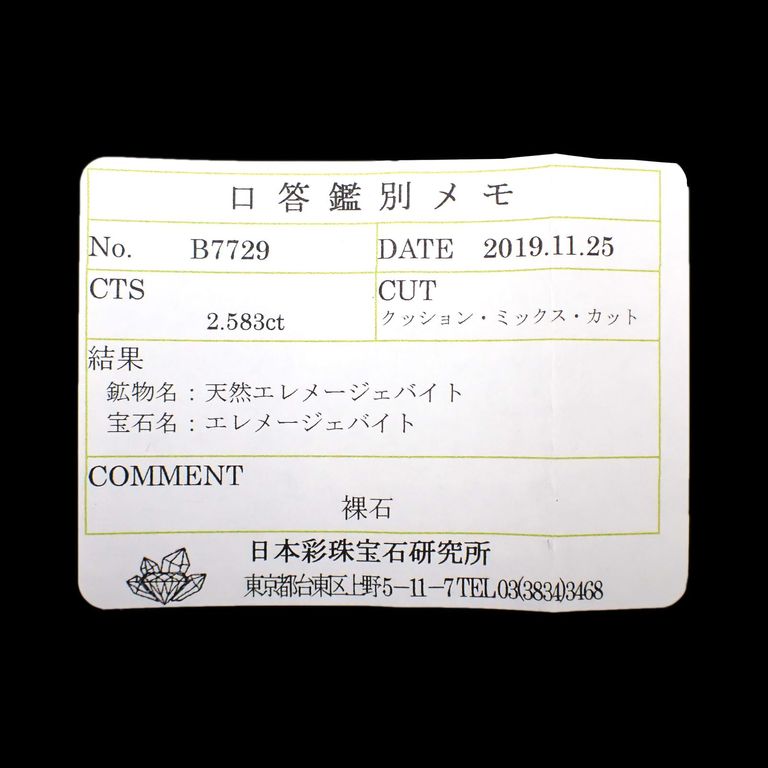 口答鑑別メモ
No. B7729 DATE 2019.11.25
CTS CUT
2.583ct クッション・ミックス・カット
結果
鉱物名：天然エレメージェバイト
宝石名：エレメージェバイト
COMMENT
裸石
日本彩珠宝石研究所
東京都台東区上野5－11－7 TEL 03(3834)3468